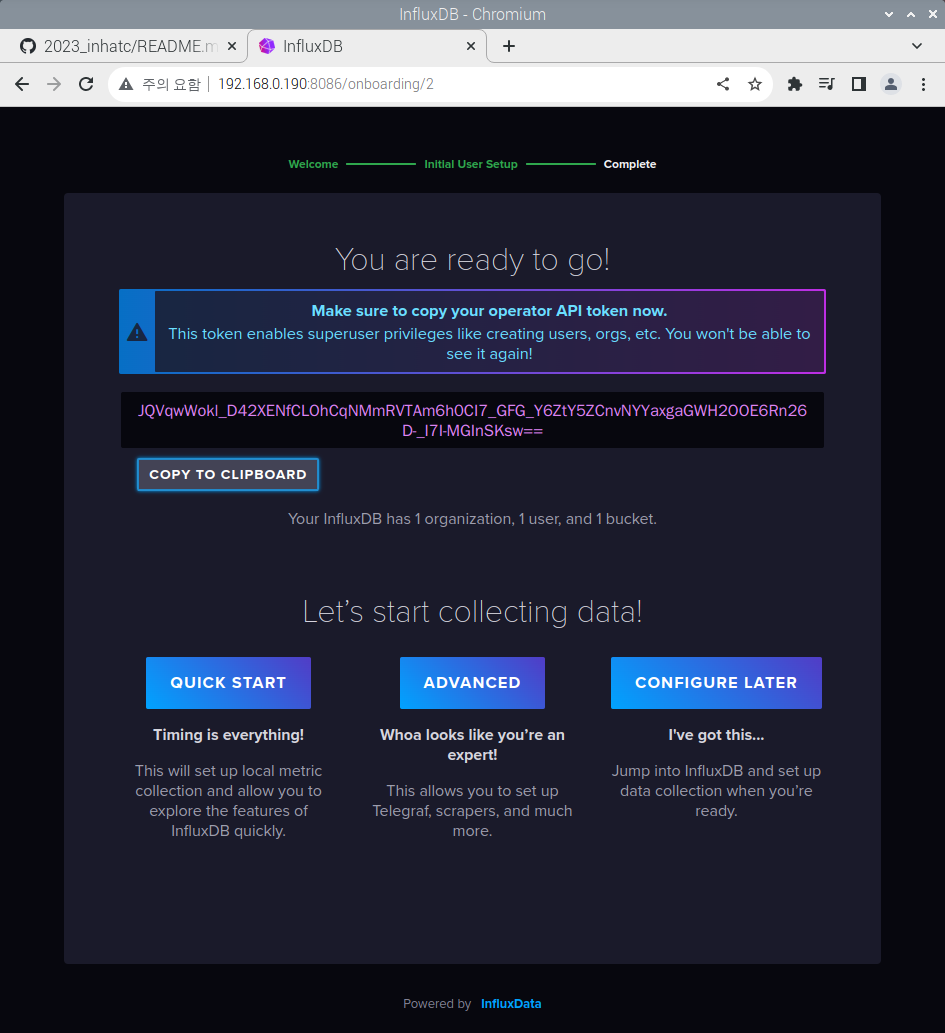 InfluxDB - Chromium
2023_inhatc/README.m
InfluxDB
주의 요함
192.168.0.190:8086/onboarding/2
Welcome
Initial User Setup
Complete
You are ready to go!
Make sure to copy your operator API token now.
This token enables superuser privileges like creating users, orgs, etc. You won't be able to
see it again!
JQVqwWokl_D42XENfCLOhCqNMmRVTAm6h0CI7_GFG_Y6ZtY5ZCnvNYYaxgaGWH2OOE6Rn26
D-_I7I-MGInSKsw==
COPY TO CLIPBOARD
Your InfluxDB has 1 organization, 1 user, and 1 bucket.
Let’s start collecting data!
QUICK START
Timing is everything!
This will set up local metric
collection and allow you to
explore the features of
InfluxDB quickly.
ADVANCED
Whoa looks like you’re an
expert!
This allows you to set up
Telegraf, scrapers, and much
more.
CONFIGURE LATER
I've got this...
Jump into InfluxDB and set up
data collection when you’re
ready.
Powered by InfluxData